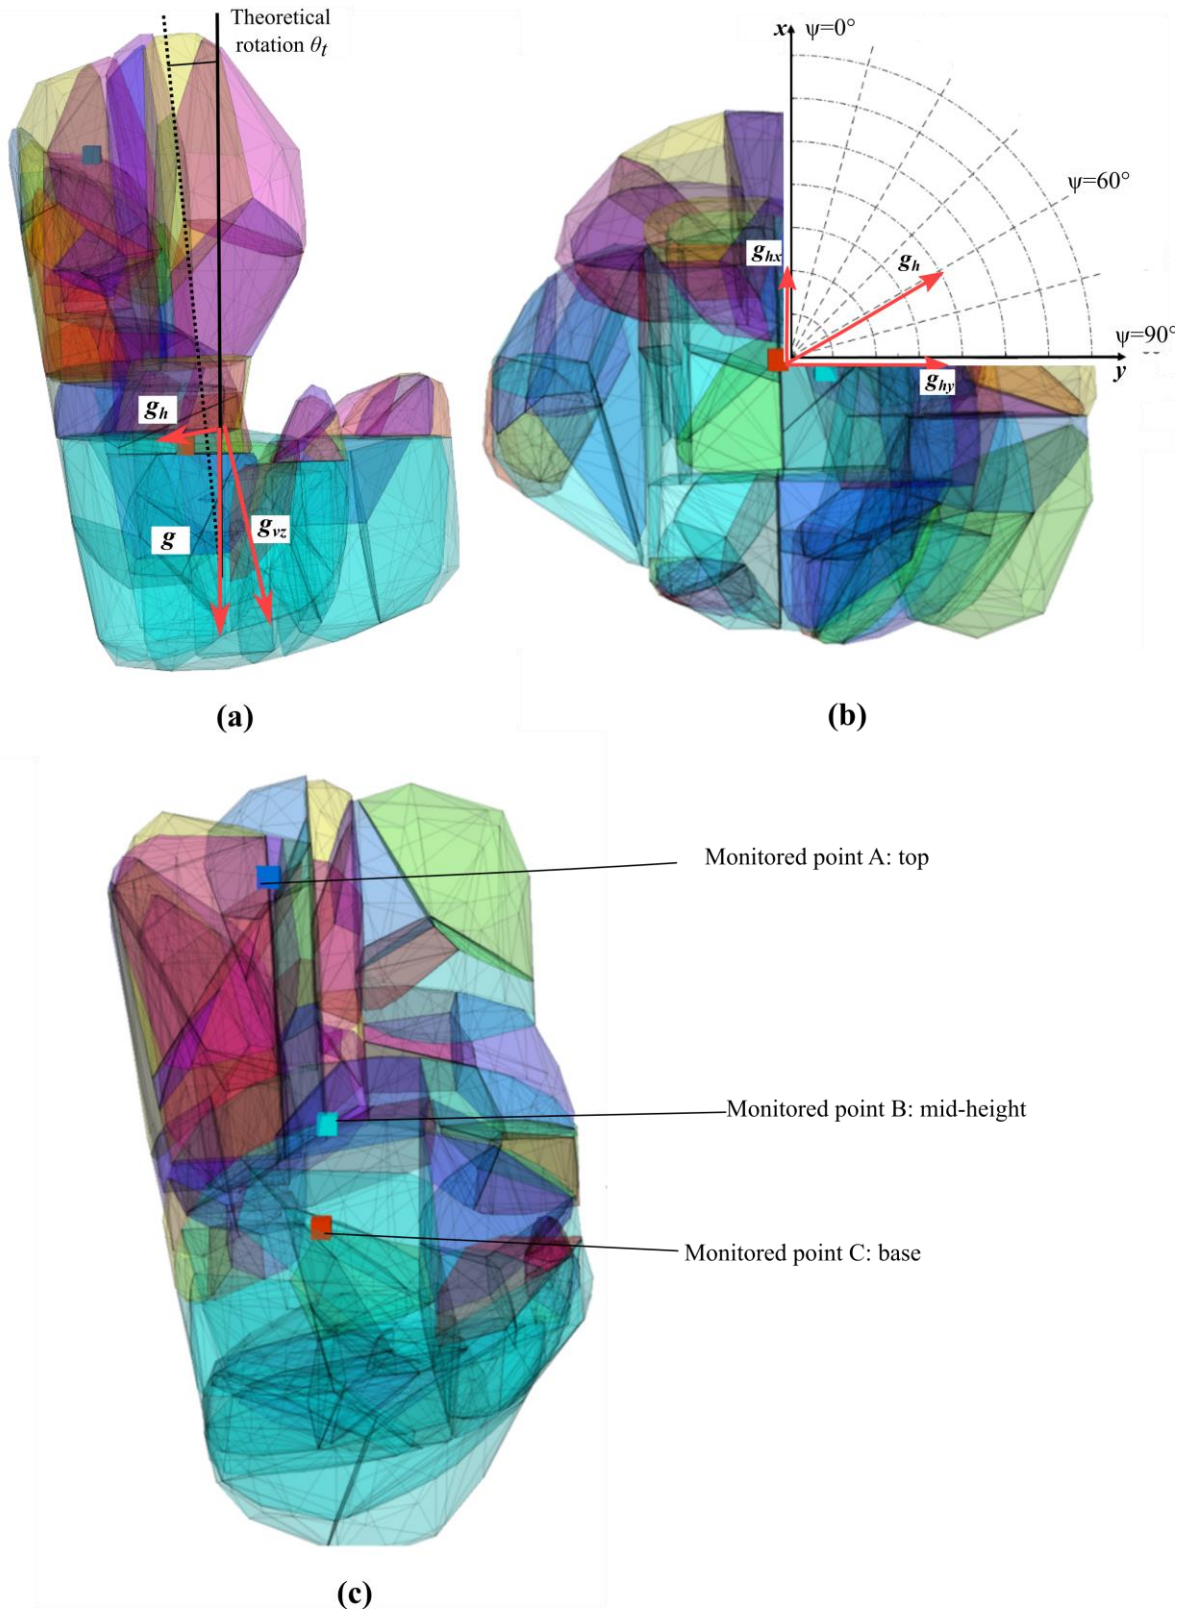 Theoretical
rotation θt
gh
g
gvz
(a)
x
ψ=0°
ψ=60°
ghx
gh
ψ=90°
ghy
y
(b)
Monitored point A: top
Monitored point B: mid-height
Monitored point C: base
(c)